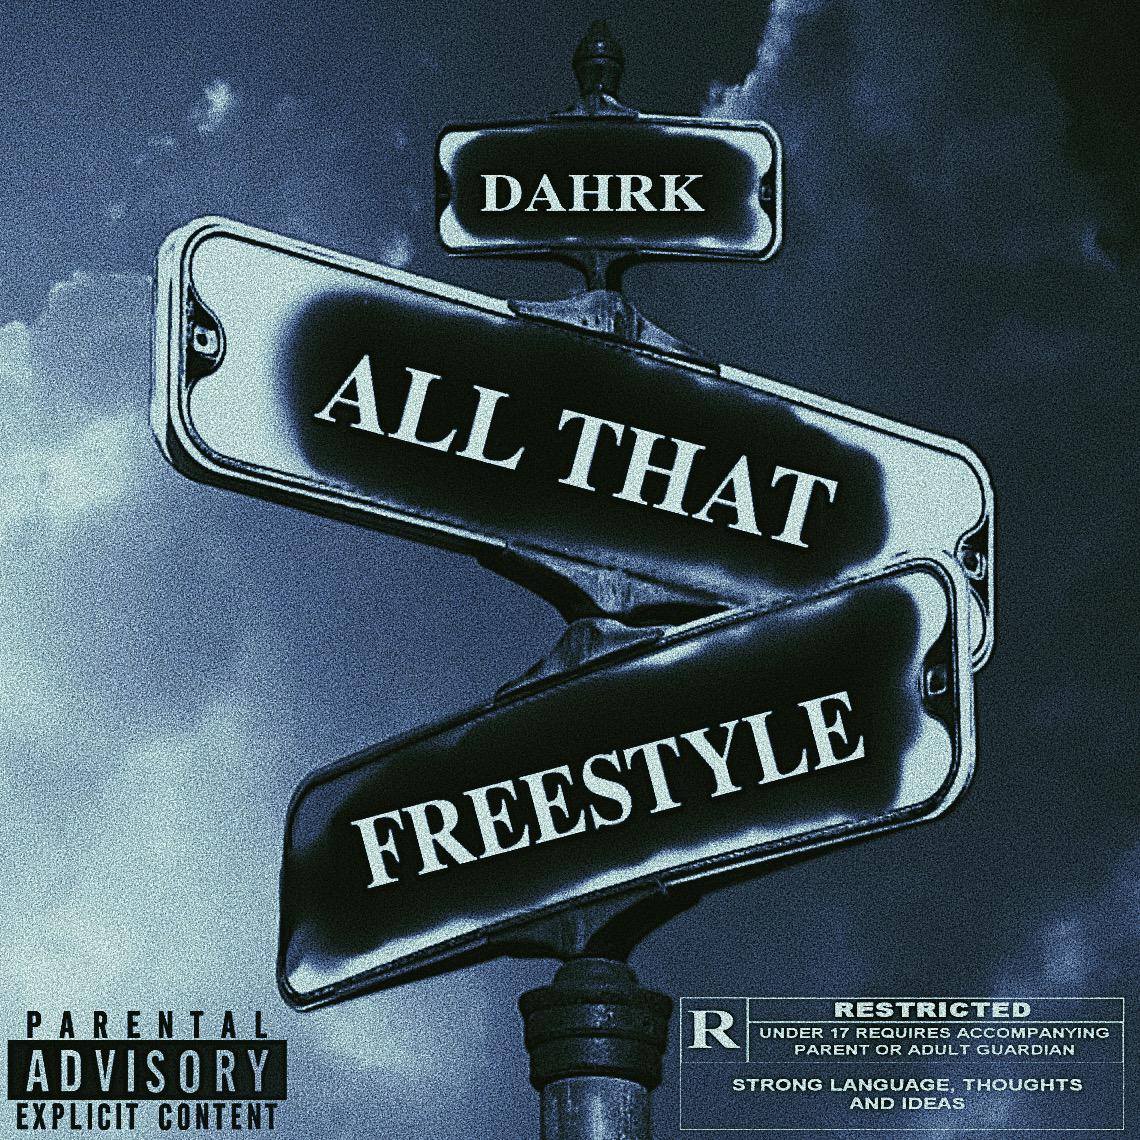 DAHRK
ALL THAT
FREESTYLE
PARENTAL
ADVISORY
EXPLICIT CONTENT
R
RESTRICTED
UNDER 17 REQUIRES ACCOMPANYING
PARENT OR ADULT GUARDIAN
STRONG LANGUAGE, THOUGHTS
AND IDEAS